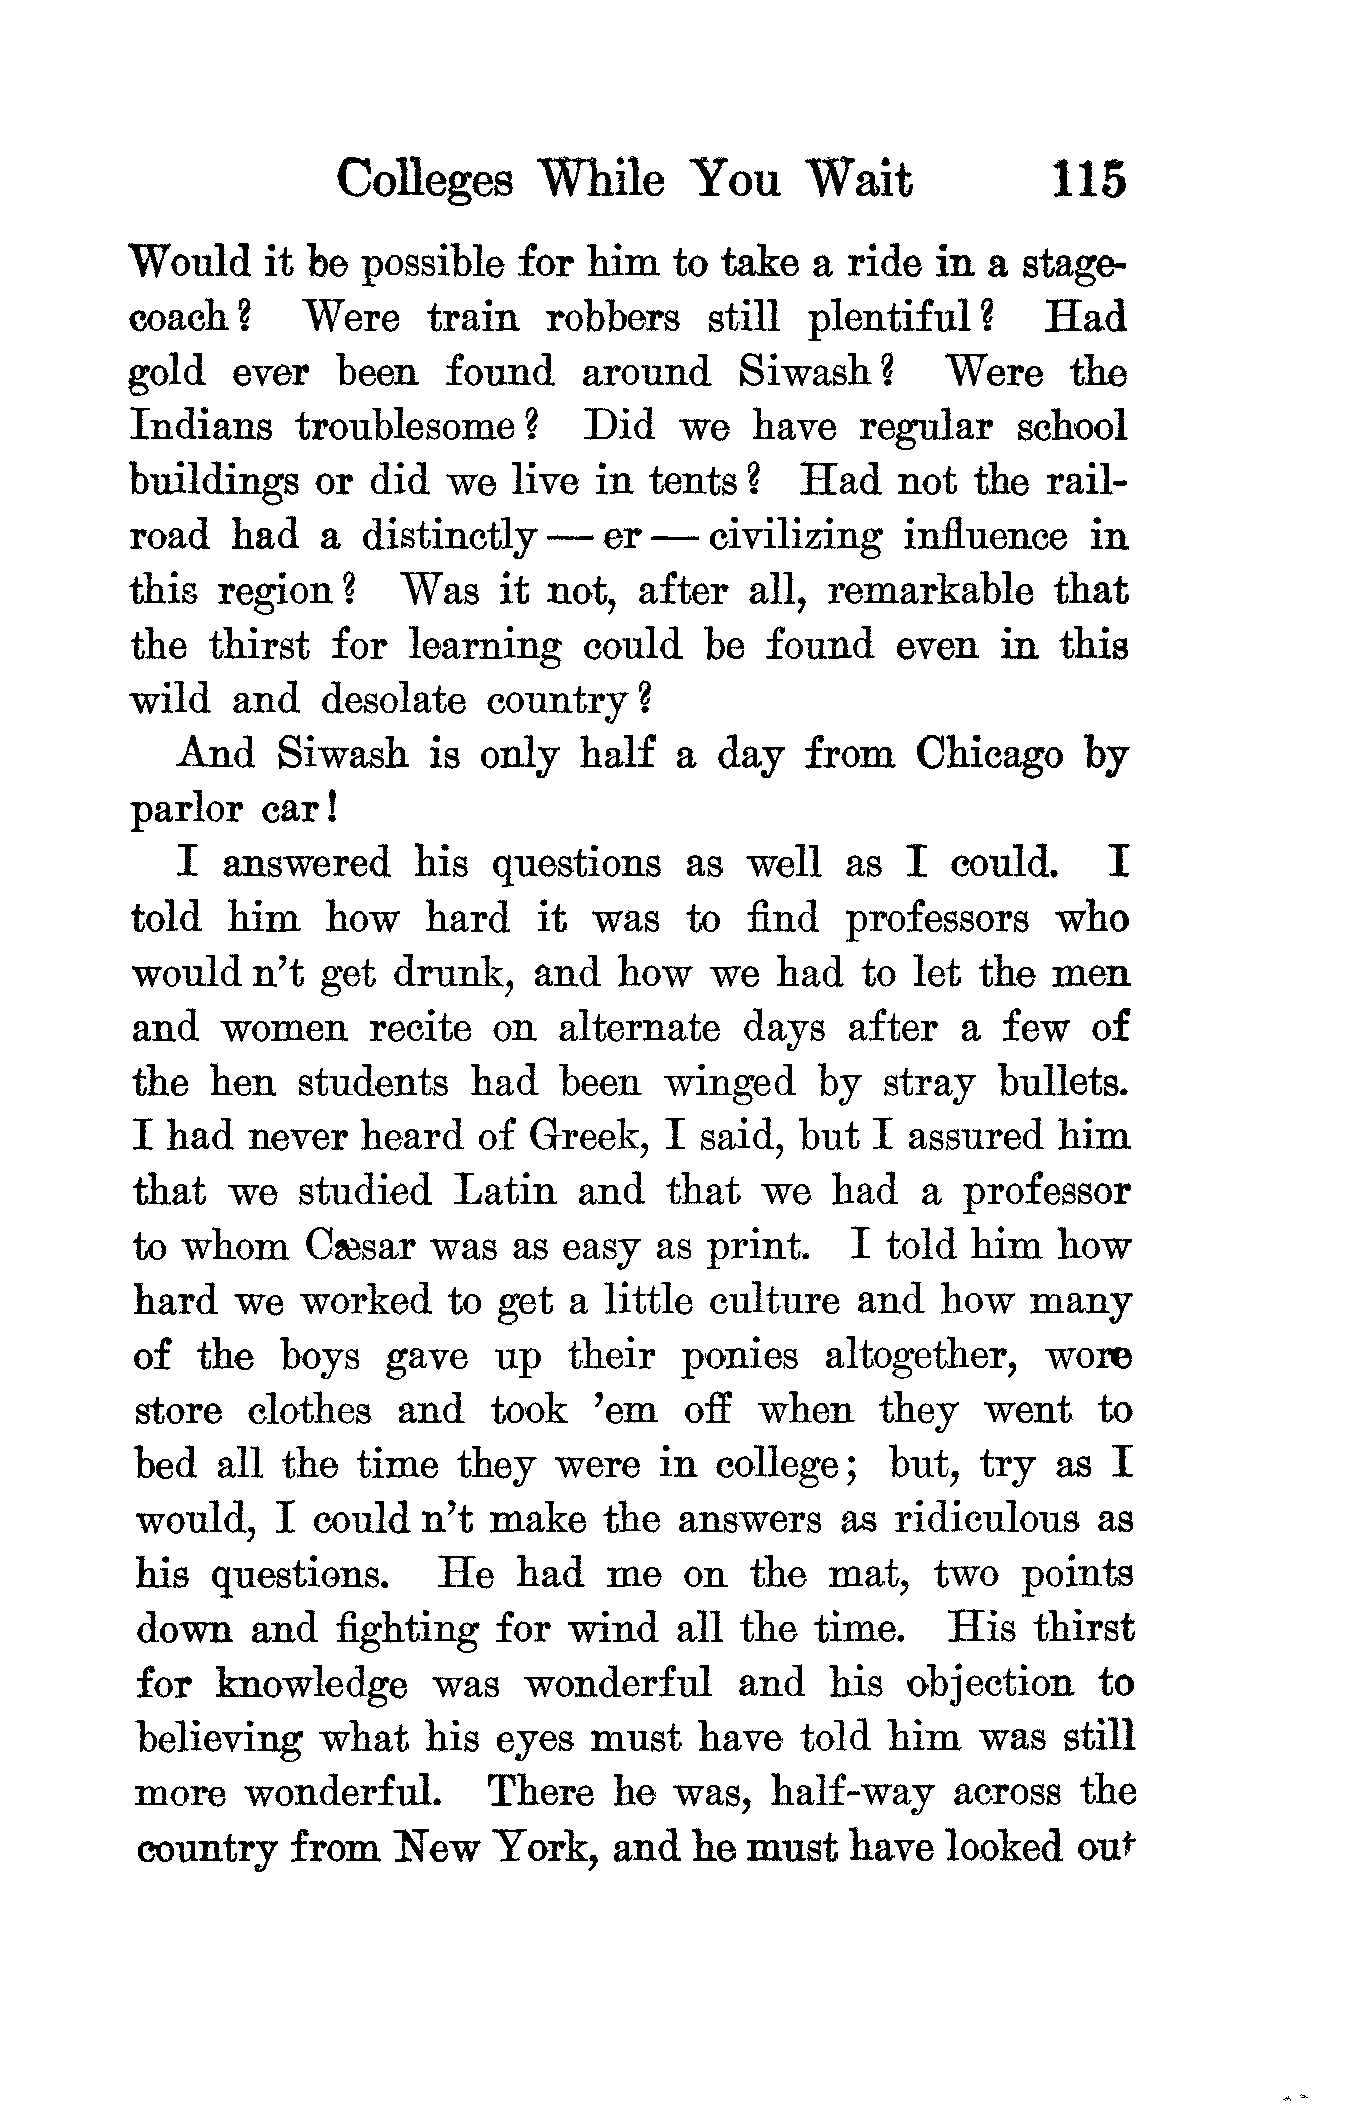 Colleges While You Wait 115
Would it be possible for him to take a ride in a stage-
coach? Were train robbers still plentiful? Had
gold ever been found around Siwash? Were the
Indians troublesome? Did we have regular school
buildings or did we live in tents? Had not the rail-
road had a distinctly — er — civilizing influence in
this region? Was it not, after all, remarkable that
the thirst for learning could be found even in this
wild and desolate country?
And Siwash is only half a day from Chicago by
parlor car!
I answered his questions as well as I could. I
told him how hard it was to find professors who
would n’t get drunk, and how we had to let the men
and women recite on alternate days after a few of
the hen students had been winged by stray bullets.
I had never heard of Greek, I said, but I assured him
that we studied Latin and that we had a professor
to whom Cæsar was as easy as print. I told him how
hard we worked to get a little culture and how many
of the boys gave up their ponies altogether, wore
store clothes and took ’em off when they went to
bed all the time they were in college; but, try as I
would, I could n’t make the answers as ridiculous as
his questions. He had me on the mat, two points
down and fighting for wind all the time. His thirst
for knowledge was wonderful and his objection to
believing what his eyes must have told him was still
more wonderful. There he was, half-way across the
country from New York, and he must have looked out